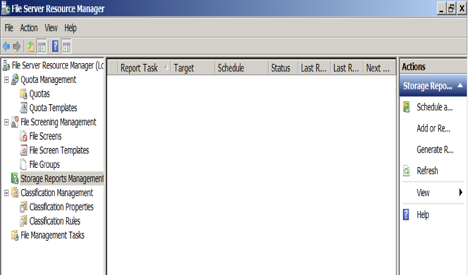 File Server Resource Manager
File Action View Help
File Server Resource Manager (Lc
Quota Management
Quotas
Quota Templates
File Screening Management
File Screens
File Screen Templates
File Groups
Storage Reports Management
Classification Management
Classification Properties
Classification Rules
File Management Tasks
Report Task Target Schedule Status Last R... Last R... Next ...
Actions
Storage Repo...
Schedule a...
Add or Re...
Generate R...
Refresh
View
Help